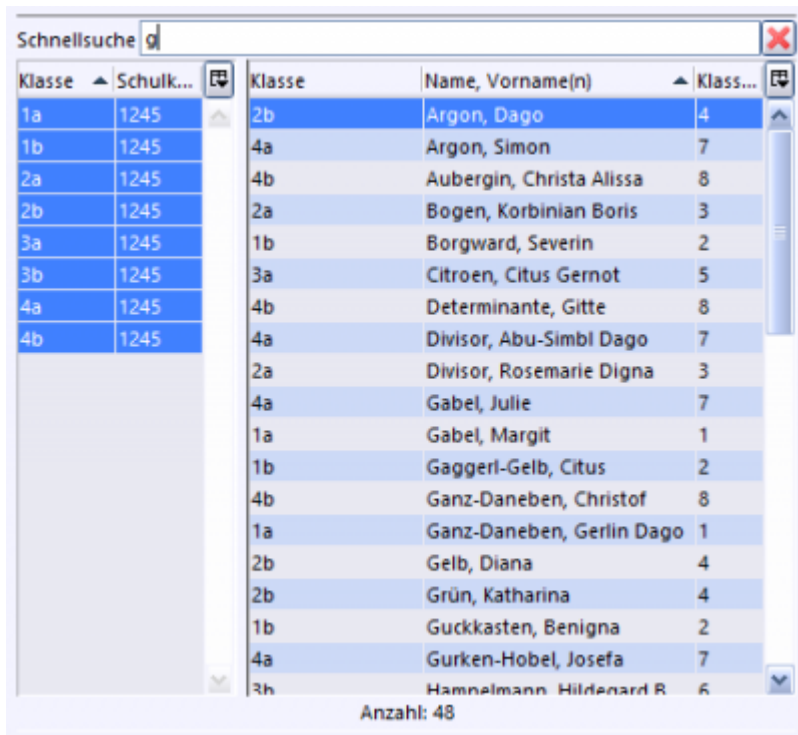 Schnellsuche g
Klasse Schulk... Klasse Name, Vorname(n) Klass...
1a 1245 2b Argon, Dago 4
1b 1245 4a Argon, Simon 7
2a 1245 4b Aubergin, Christa Alissa 8
2b 1245 2a Bogen, Korbinian Boris 3
3a 1245 1b Borgward, Severin 2
3b 1245 3a Citroen, Citus Gernot 5
4a 1245 4b Determinante, Gitte 8
4b 1245 4a Divisor, Abu-Simbl Dago 7
2a Divisor, Rosemarie Digna 3
4a Gabel, Julie 7
1a Gabel, Margit 1
1b Gaggerl-Gelb, Citus 2
4b Ganz-Daneben, Christof 8
1a Ganz-Daneben, Gerlin Dago 1
2b Gelb, Diana 4
2b Grün, Katharina 4
1b Guckkasten, Benigna 2
4a Gurken-Hobel, Josefa 7
3b Hampelmann, Hildegard B 6
Anzahl: 48